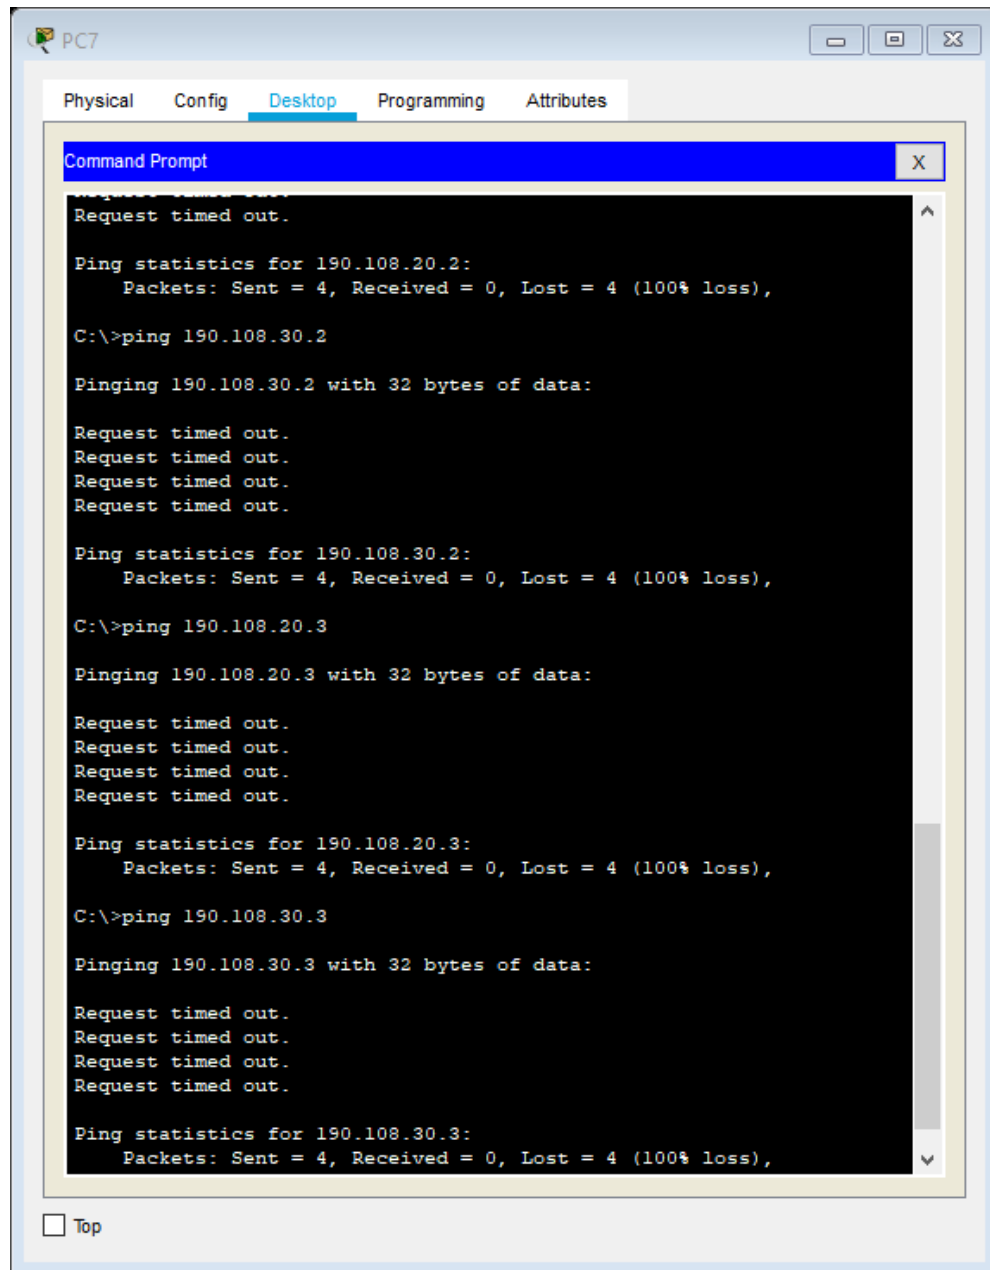 PC7
Physical Config Desktop Programming Attributes
Command Prompt
X
Request timed out.
Ping statistics for 190.108.20.2:
Packets: Sent = 4, Received = 0, Lost = 4 (100% loss),
C:\>ping 190.108.30.2
Pinging 190.108.30.2 with 32 bytes of data:
Request timed out.
Request timed out.
Request timed out.
Request timed out.
Ping statistics for 190.108.30.2:
Packets: Sent = 4, Received = 0, Lost = 4 (100% loss),
C:\>ping 190.108.20.3
Pinging 190.108.20.3 with 32 bytes of data:
Request timed out.
Request timed out.
Request timed out.
Request timed out.
Ping statistics for 190.108.20.3:
Packets: Sent = 4, Received = 0, Lost = 4 (100% loss),
C:\>ping 190.108.30.3
Pinging 190.108.30.3 with 32 bytes of data:
Request timed out.
Request timed out.
Request timed out.
Request timed out.
Ping statistics for 190.108.30.3:
Packets: Sent = 4, Received = 0, Lost = 4 (100% loss),
Top